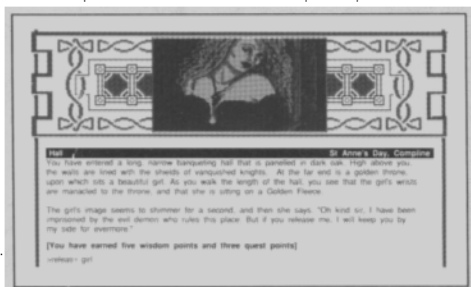 Hall St Anne's Day, Compline
You have entered a long, narrow banqueting hall that is panelled in dark oak. High above you,
the walls are lined with the shields of vanquished knights. At the far end is a golden throne,
upon which sits a beautiful girl. As you walk the length of the hall, you see that the girl's wrists
are manacled to the throne, and that she is sitting on a Golden Fleece.
The girl's image seems to shimmer for a second, and then she says, "Oh kind sir, I have been
imprisoned by the evil demon who rules this place. But if you release me, I will keep you by
my side for evermore."
[You have earned five wisdom points and three quest points]
girl